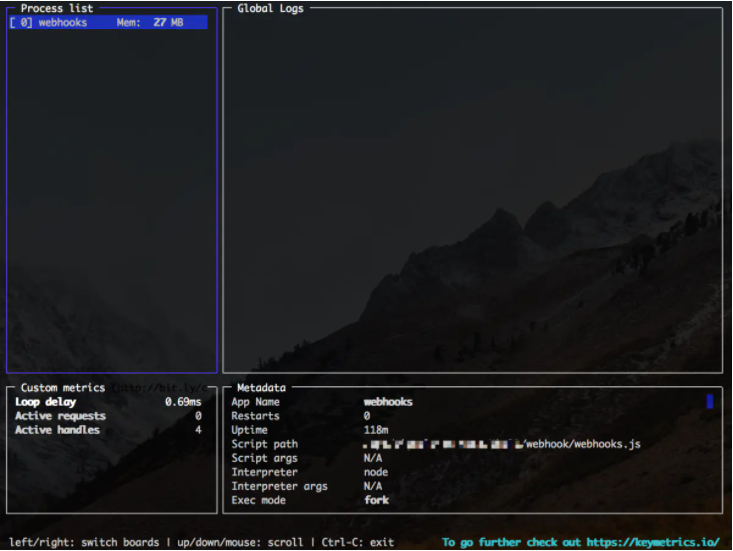 Process list
[ 0] webhooks Mem: 27 MB
Global Logs
Custom metrics (http://bit.ly/c
Loop delay 0.69ms
Active requests 0
Active handles 4
Metadata
App Name webhooks
Restarts 0
Uptime 118m
Script path /webhook/webhooks.js
Script args N/A
Interpreter node
Interpreter args N/A
Exec mode fork
left/right: switch boards | up/down/mouse: scroll | Ctrl-C: exit To go further check out https://keymetrics.io/